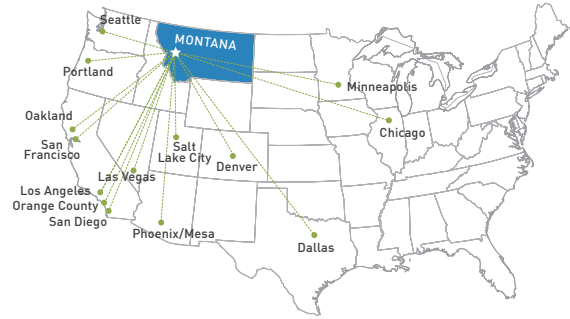 Seattle
MONTANA
Portland
Minneapolis
Oakland
Chicago
San
Francisco
Salt
Lake City
Denver
Las Vegas
Los Angeles
Orange County
San Diego
Phoenix/Mesa
Dallas